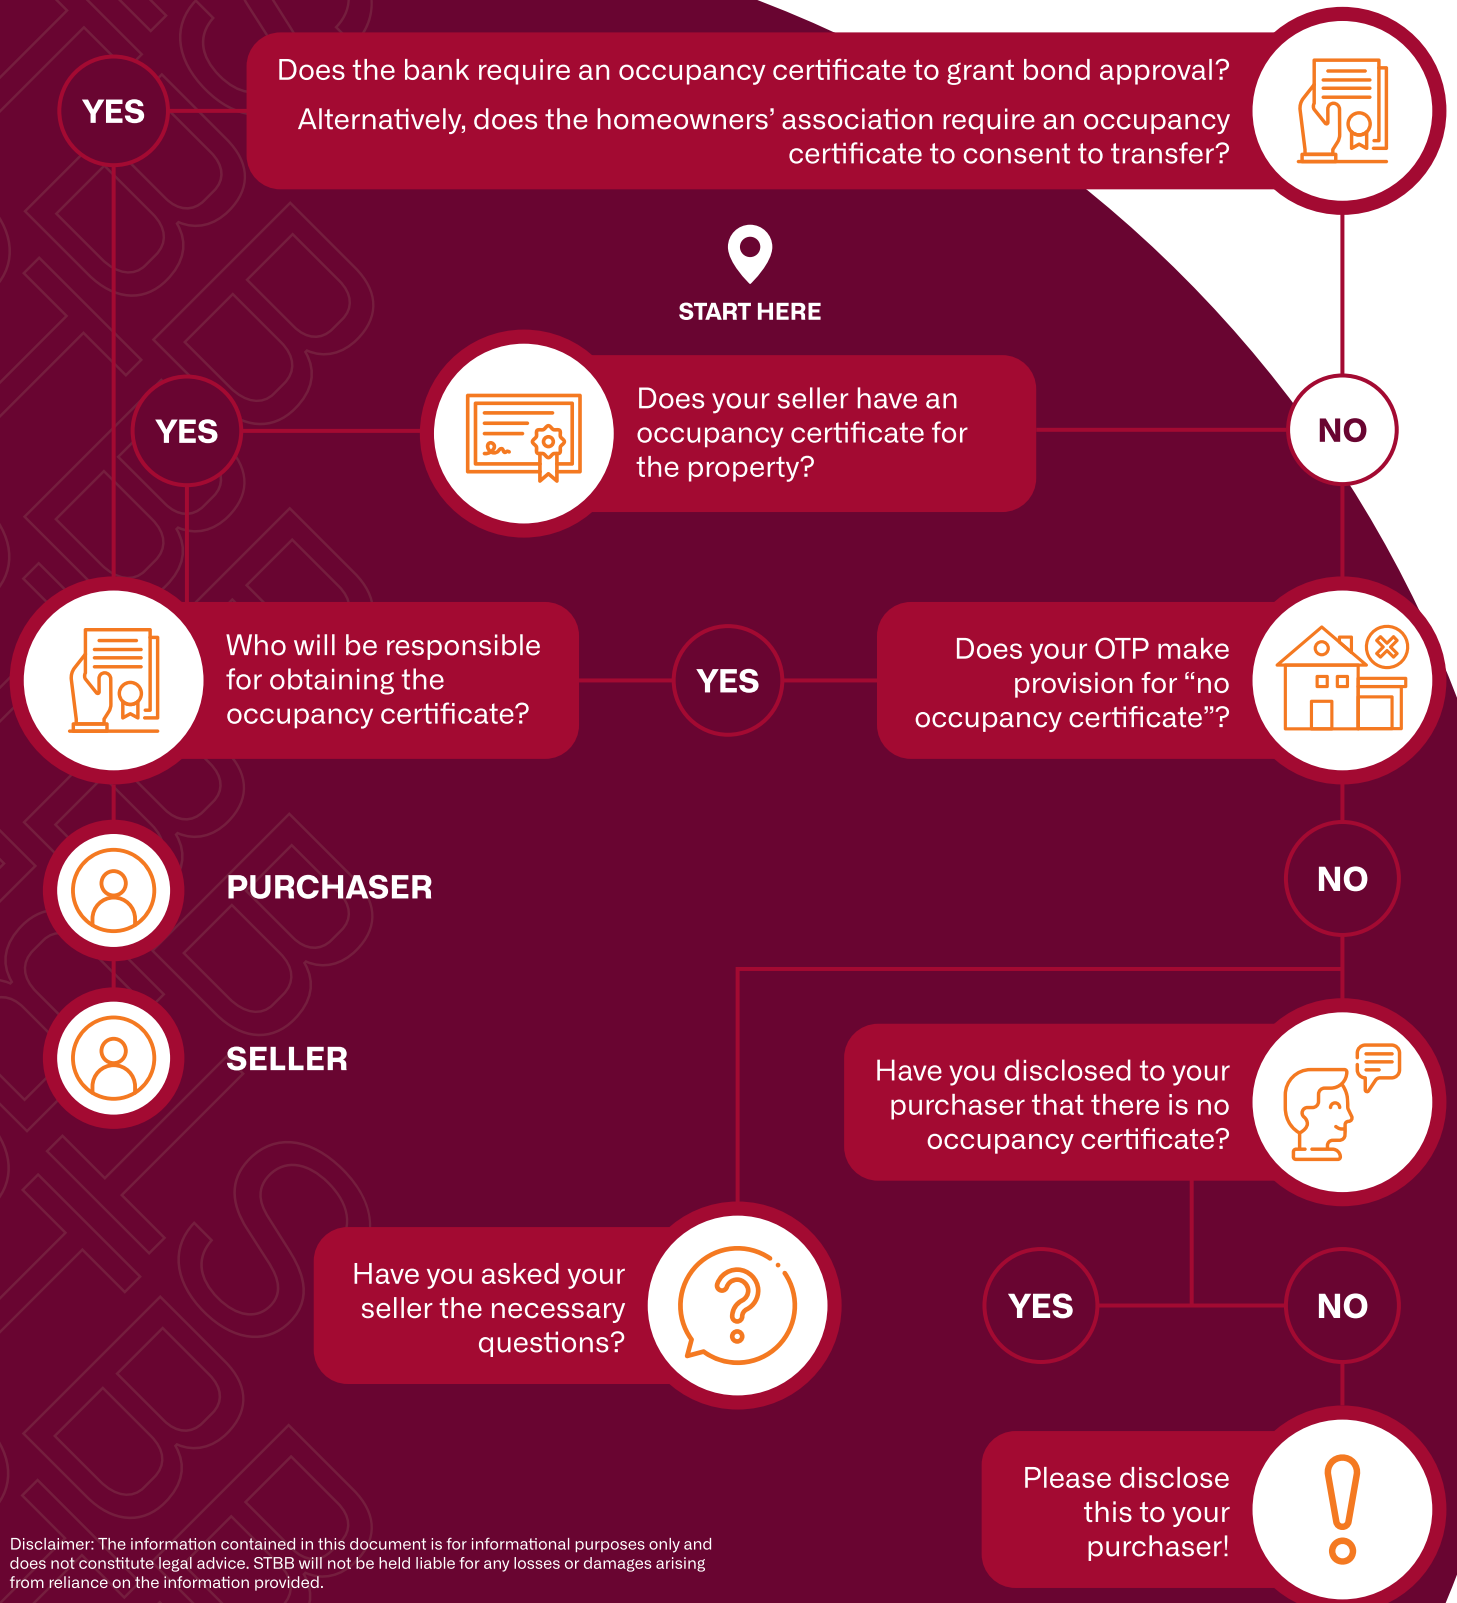 YES
Does the bank require an occupancy certificate to grant bond approval?
Alternatively, does the homeowners’ association require an occupancy
certificate to consent to transfer?
START HERE
YES
Does your seller have an
occupancy certificate for
the property?
NO
Who will be responsible
for obtaining the
occupancy certificate?
YES
Does your OTP make
provision for “no
occupancy certificate”?
PURCHASER
NO
SELLER
Have you disclosed to your
purchaser that there is no
occupancy certificate?
Have you asked your
seller the necessary
questions?
YES
NO
Please disclose
this to your
purchaser!
Disclaimer: The information contained in this document is for informational purposes only and
does not constitute legal advice. STBB will not be held liable for any losses or damages arising
from reliance on the information provided.